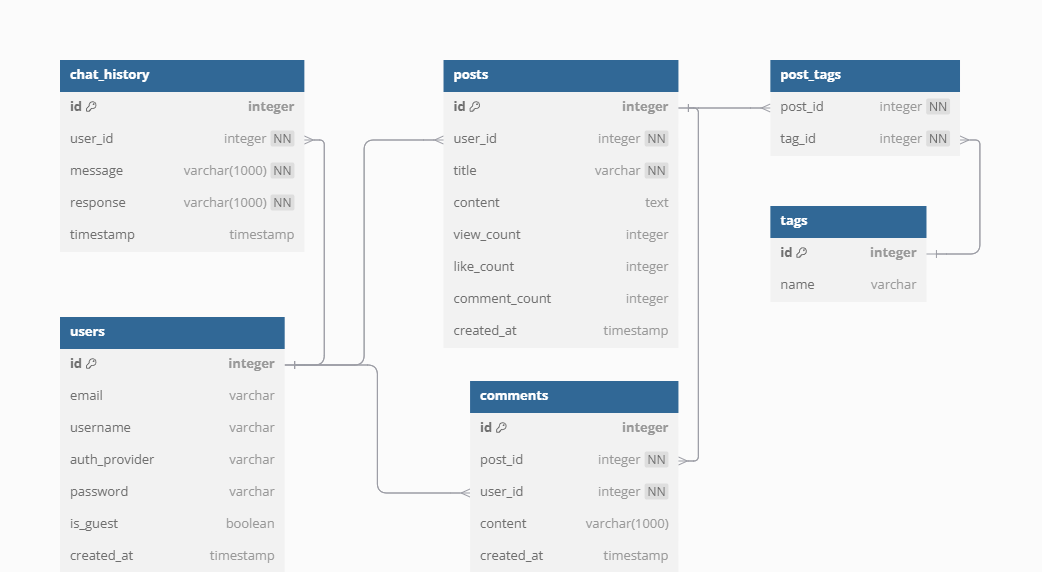 chat_history
id integer
user_id integer NN
message varchar(1000) NN
response varchar(1000) NN
timestamp timestamp
posts
id integer
user_id integer NN
title varchar NN
content text
view_count integer
like_count integer
comment_count integer
created_at timestamp
post_tags
post_id integer NN
tag_id integer NN
tags
id integer
name varchar
users
id integer
email varchar
username varchar
auth_provider varchar
password varchar
is_guest boolean
created_at timestamp
comments
id integer
post_id integer NN
user_id integer NN
content varchar(1000)
created_at timestamp